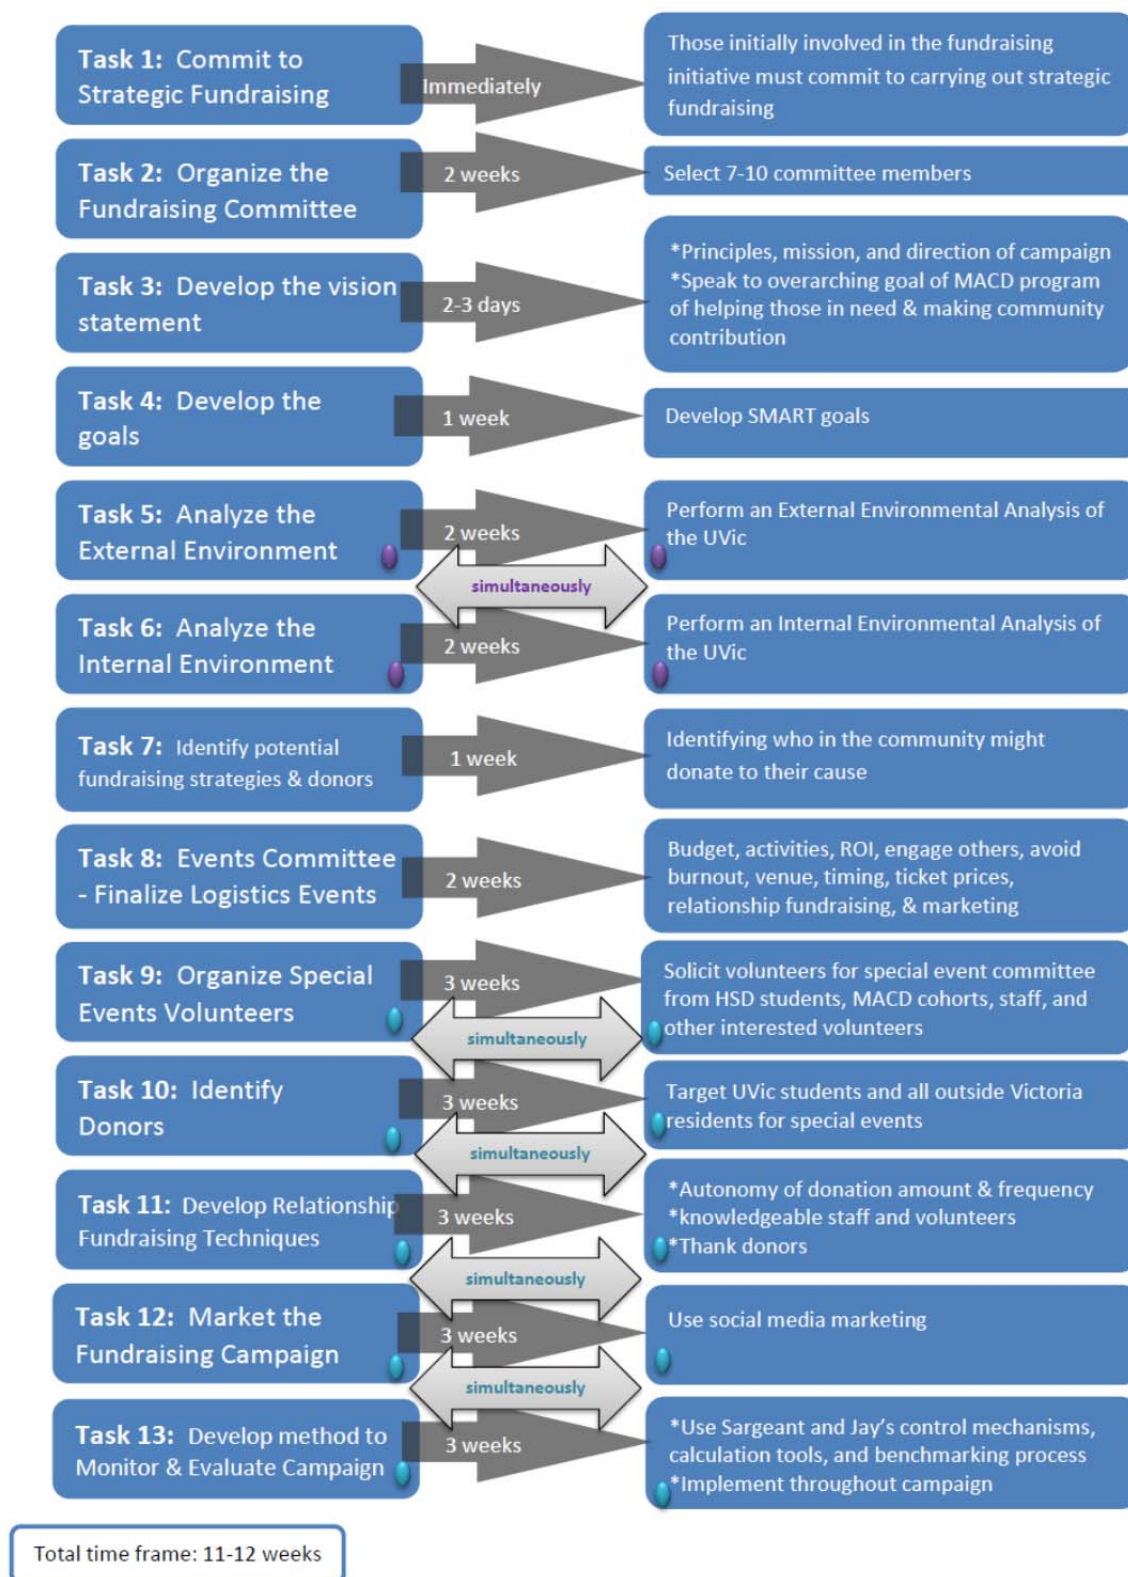 Task 1: Commit to
Strategic Fundraising
Immediately
Those initially involved in the fundraising
initiative must commit to carrying out strategic
fundraising
Task 2: Organize the
Fundraising Committee
2 weeks
Select 7-10 committee members
Task 3: Develop the vision
statement
2-3 days
*Principles, mission, and direction of campaign
*Speak to overarching goal of MACD program
of helping those in need & making community
contribution
Task 4: Develop the
goals
1 week
Develop SMART goals
Task 5: Analyze the
External Environment
2 weeks
Perform an External Environmental Analysis of
the UVic
simultaneously
Task 6: Analyze the
Internal Environment
2 weeks
Perform an Internal Environmental Analysis of
the UVic
Task 7: Identify potential
fundraising strategies & donors
1 week
Identifying who in the community might
donate to their cause
Task 8: Events Committee
- Finalize Logistics Events
2 weeks
Budget, activities, ROI, engage others, avoid
burnout, venue, timing, ticket prices,
relationship fundraising, & marketing
Task 9: Organize Special
Events Volunteers
3 weeks
Solicit volunteers for special event committee
from HSD students, MACD cohorts, staff, and
other interested volunteers
simultaneously
Task 10: Identify
Donors
3 weeks
Target UVic students and all outside Victoria
residents for special events
simultaneously
Task 11: Develop Relationship
Fundraising Techniques
3 weeks
*Autonomy of donation amount & frequency
*knowledgeable staff and volunteers
*Thank donors
simultaneously
Task 12: Market the
Fundraising Campaign
3 weeks
Use social media marketing
simultaneously
Task 13: Develop method to
Monitor & Evaluate Campaign
3 weeks
*Use Sargeant and Jay's control mechanisms,
calculation tools, and benchmarking process
*Implement throughout campaign
Total time frame: 11-12 weeks